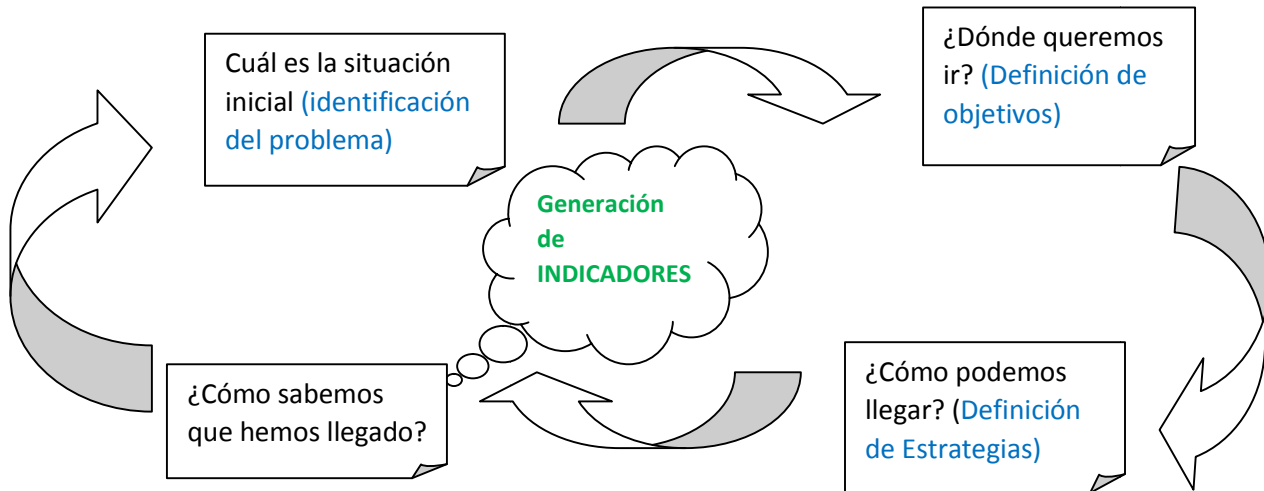 Cuál es la situación
inicial (identificación
del problema)
¿Dónde queremos
ir? (Definición de
objetivos)
Generación
de
INDICADORES
¿Cómo sabemos
que hemos llegado?
¿Cómo podemos
llegar? (Definición
de Estrategias)